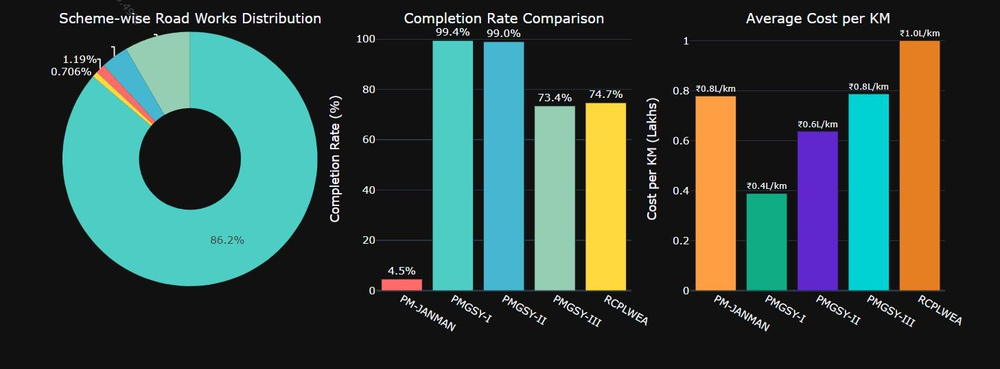 Scheme-wise Road Works Distribution
1.19%
0.706%
86.2%
Completion Rate Comparison
Completion Rate (%)
100
80
60
40
20
0
4.5%
99.4%
99.0%
73.4%
74.7%
PM-JANMAN
PMGSY-I
PMGSY-II
PMGSY-III
RCPLWEA
Average Cost per KM
Cost per KM (Lakhs)
1
0.8
0.6
0.4
0.2
0
₹0.8L/km
₹0.4L/km
₹0.6L/km
₹0.8L/km
₹1.0L/km
PM-JANMAN
PMGSY-I
PMGSY-II
PMGSY-III
RCPLWEA